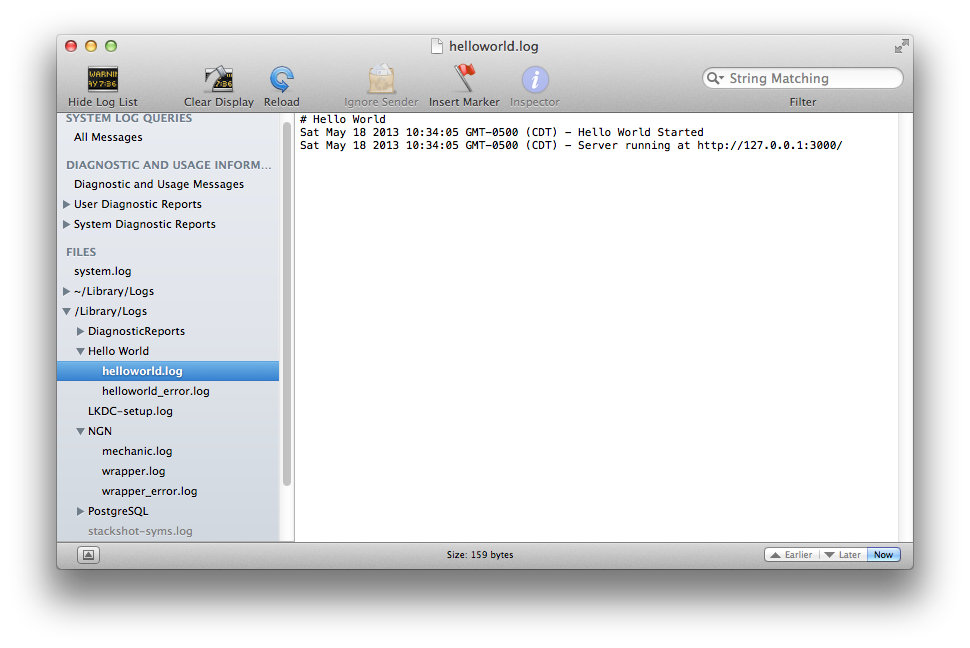 helloworld.log
WARNIN
AY 7:36
7:36
Hide Log List
Clear Display
Reload
Ignore Sender
Insert Marker
Inspector
String Matching
Filter
SYSTEM LOG QUERIES
All Messages
DIAGNOSTIC AND USAGE INFORM...
Diagnostic and Usage Messages
User Diagnostic Reports
System Diagnostic Reports
FILES
system.log
~/Library/Logs
/Library/Logs
DiagnosticReports
Hello World
helloworld.log
helloworld_error.log
LKDC-setup.log
NGN
mechanic.log
wrapper.log
wrapper_error.log
PostgreSQL
stackshot-syms.log
# Hello World
Sat May 18 2013 10:34:05 GMT-0500 (CDT) - Hello World Started
Sat May 18 2013 10:34:05 GMT-0500 (CDT) - Server running at http://127.0.0.1:3000/
Size: 159 bytes
Earlier
Later
Now